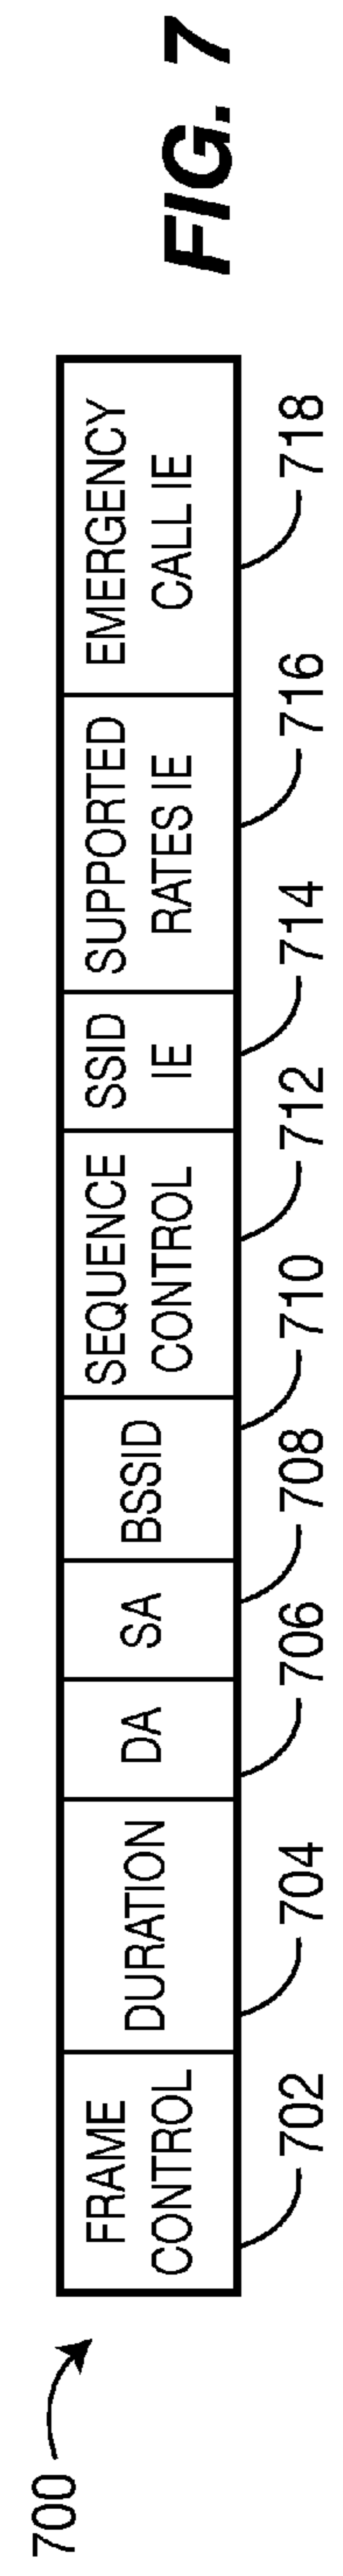 700
FRAME
CONTROL
DURATION
DA
SA
BSSID
SEQUENCE
CONTROL
SSID
IE
SUPPORTED
RATES IE
EMERGENCY
CALL IE
702
704
706
708
710
712
714
716
718
FIG. 7